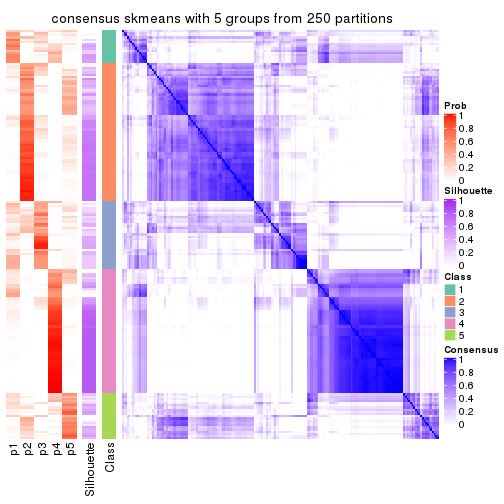 consensus skmeans with 5 groups from 250 partitions
Prob
1
0.8
0.6
0.4
0.2
0
Silhouette
1
0.8
0.6
0.4
0.2
0
Class
1
2
3
4
5
Consensus
1
0.8
0.6
0.4
0.2
0
p1
p2
p3
p4
p5
Silhouette
Class